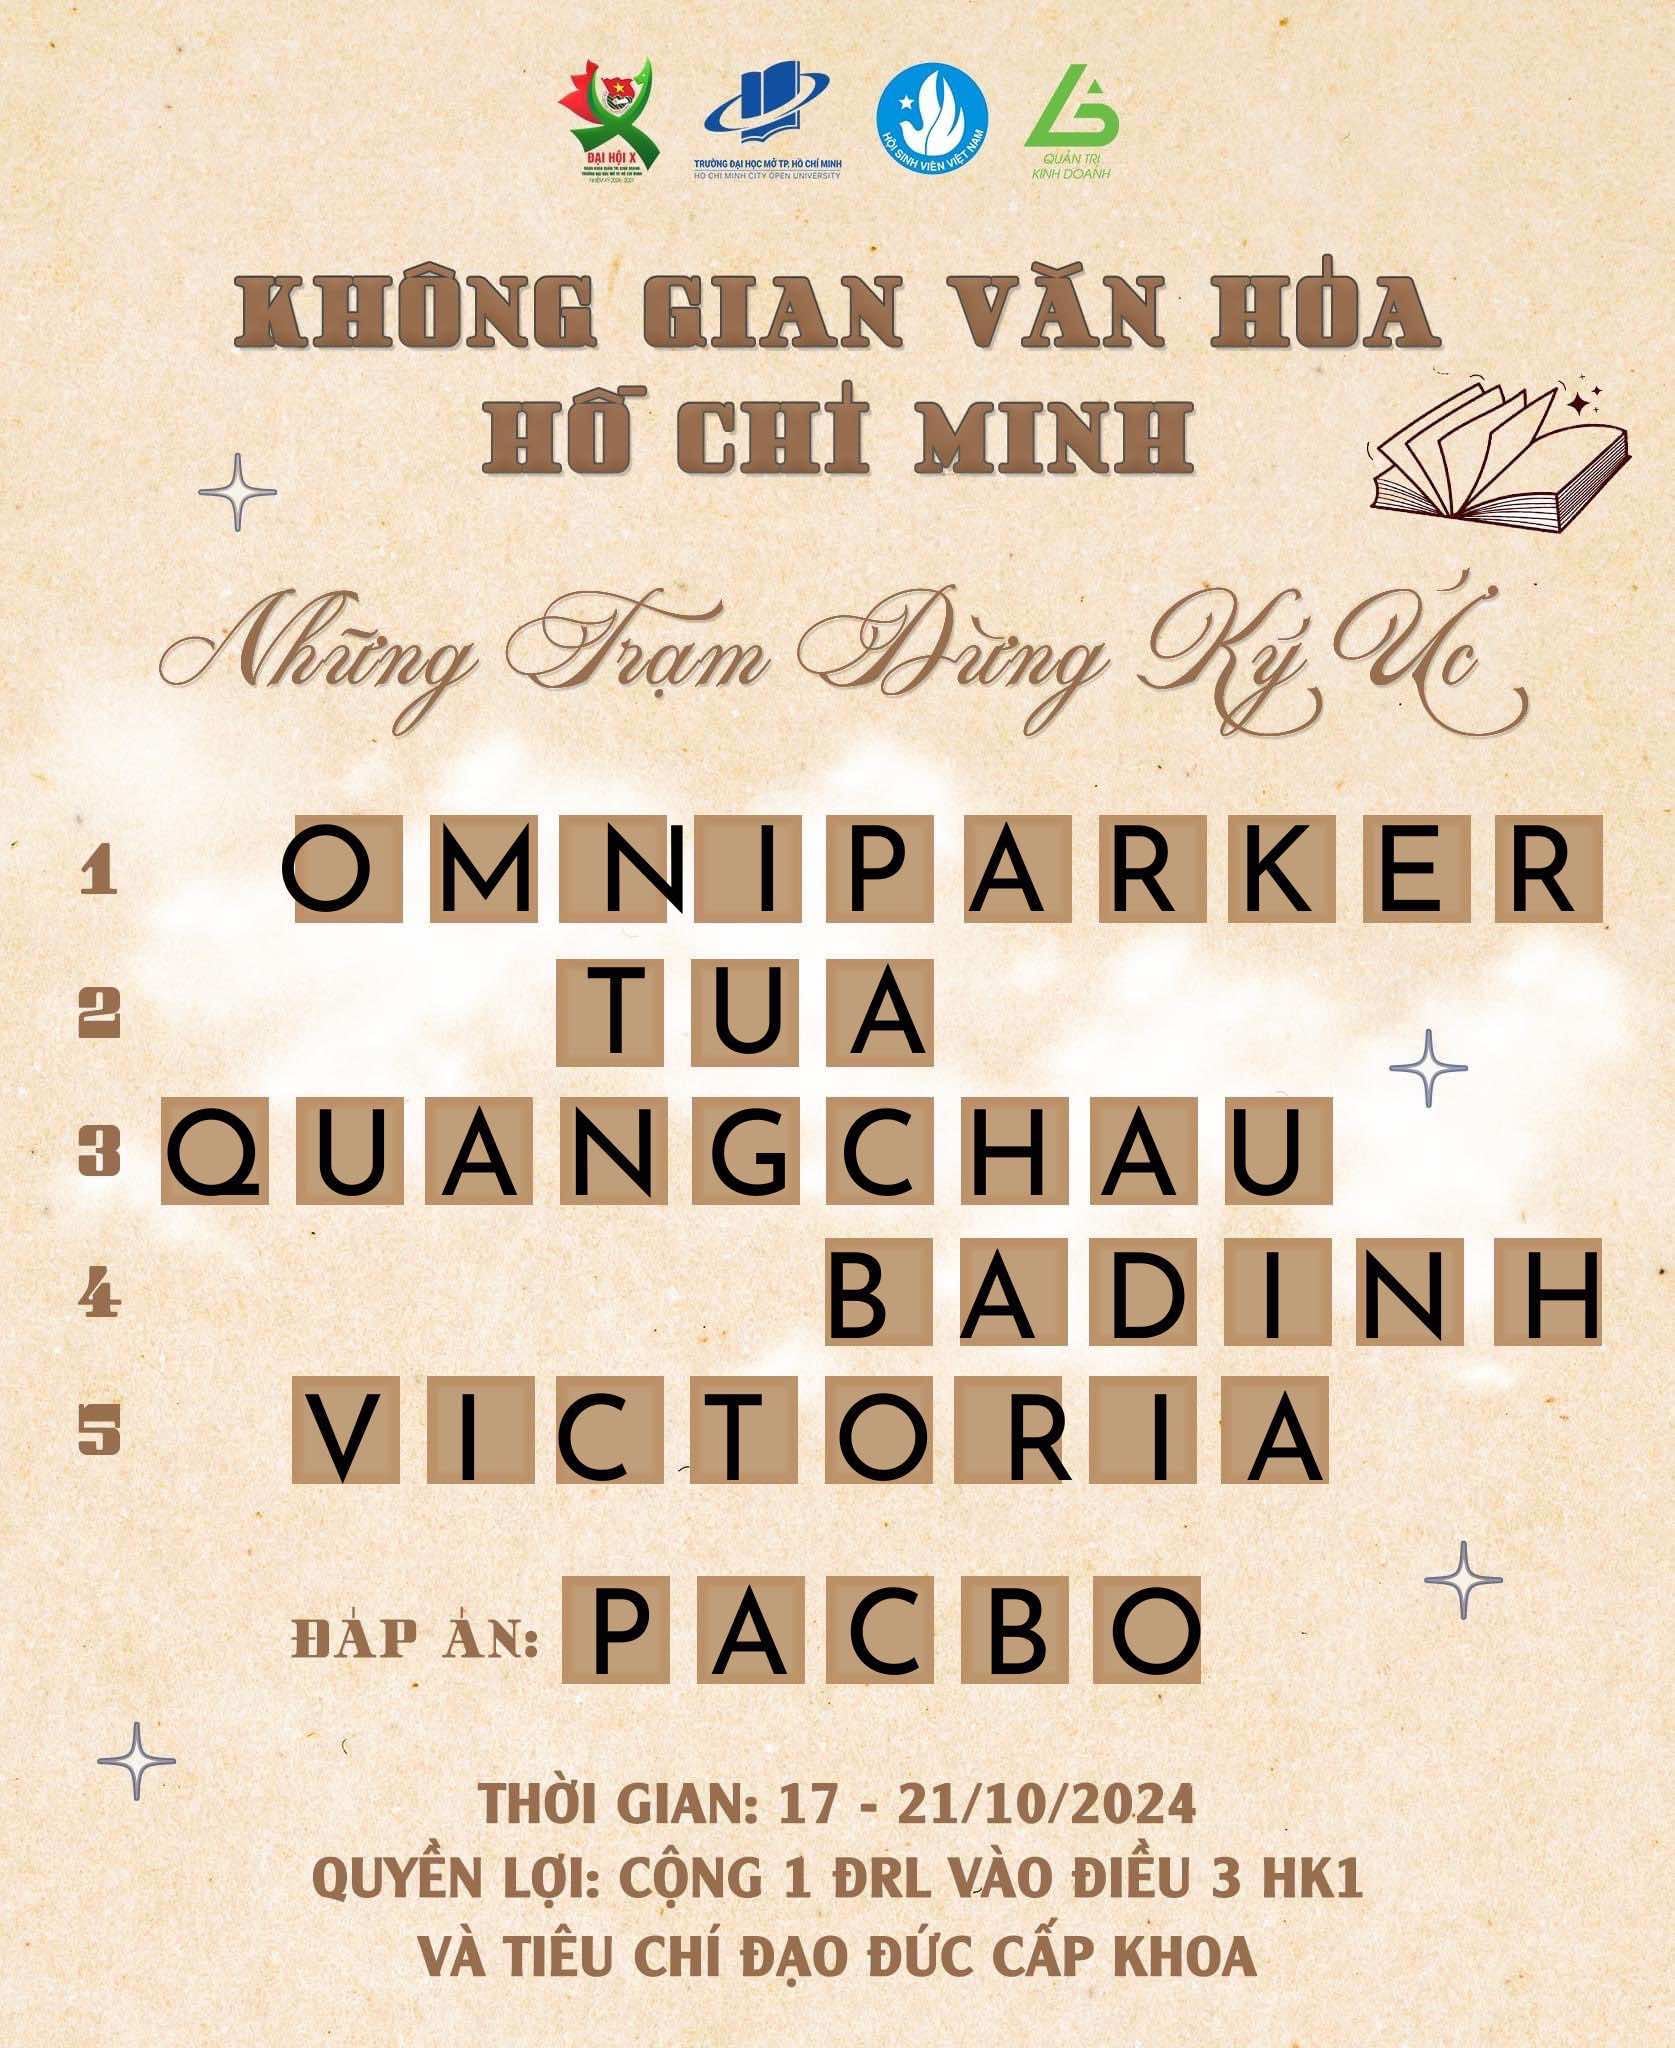 ĐẠI HỘI X
TRƯỜNG ĐẠI HỌC MỞ TP. HỒ CHÍ MINH
HO CHI MINH CITY OPEN UNIVERSITY
HỘI SINH VIÊN VIỆT NAM
QUẢN TRỊ
KINH DOANH
KHÔNG GIAN VĂN HÓA
HỒ CHÍ MINH
Những Trạm Dừng Ký Ức
1 OMNIPARKER
2 TUA
3 QUANGCHAU
4 BADINH
5 VICTORIA
ĐÁP ÁN: PACBO
THỜI GIAN: 17 - 21/10/2024
QUYỀN LỢI: CỘNG 1 ĐRL VÀO ĐIỀU 3 HK1
VÀ TIÊU CHÍ ĐẠO ĐỨC CẤP KHOA